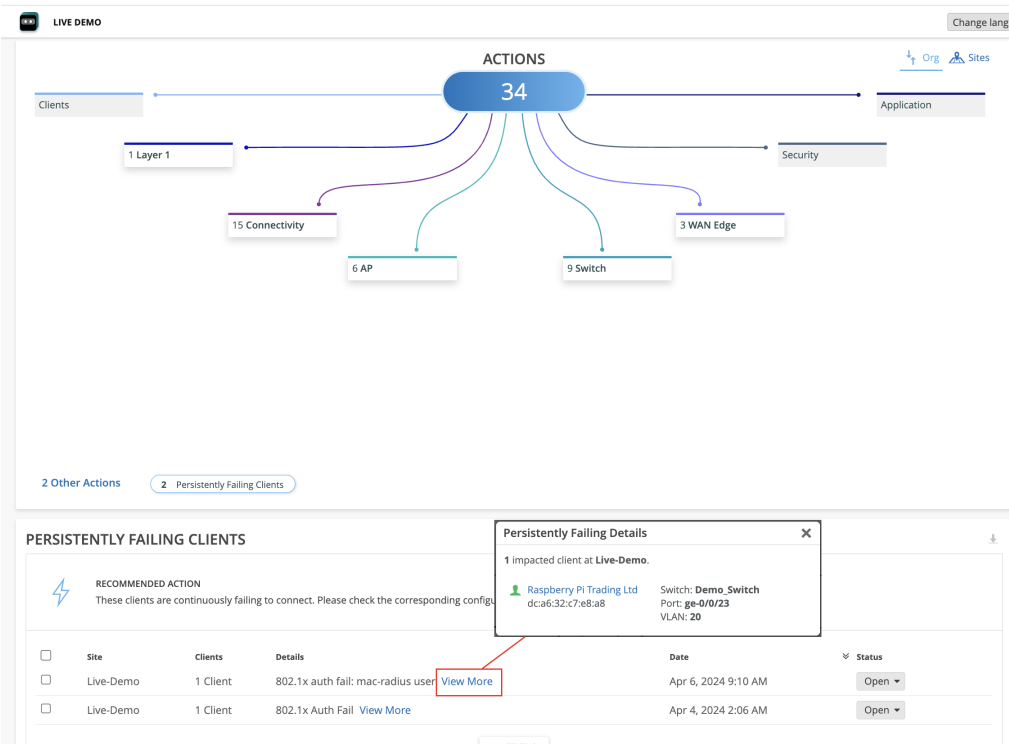 LIVE DEMO
Change lang
ACTIONS
Org
Sites
34
Clients
Application
1 Layer 1
Security
15 Connectivity
3 WAN Edge
6 AP
9 Switch
2 Other Actions
2 Persistently Failing Clients
PERSISTENTLY FAILING CLIENTS
Persistently Failing Details
1 impacted client at Live-Demo.
Raspberry Pi Trading Ltd
dc:a6:32:c7:e8:a8
Switch: Demo_Switch
Port: ge-0/0/23
VLAN: 20
RECOMMENDED ACTION
These clients are continuously failing to connect. Please check the corresponding configu
Site Clients Details Date Status
Live-Demo 1 Client 802.1x auth fail: mac-radius user View More Apr 6, 2024 9:10 AM Open
Live-Demo 1 Client 802.1x Auth Fail View More Apr 4, 2024 2:06 AM Open